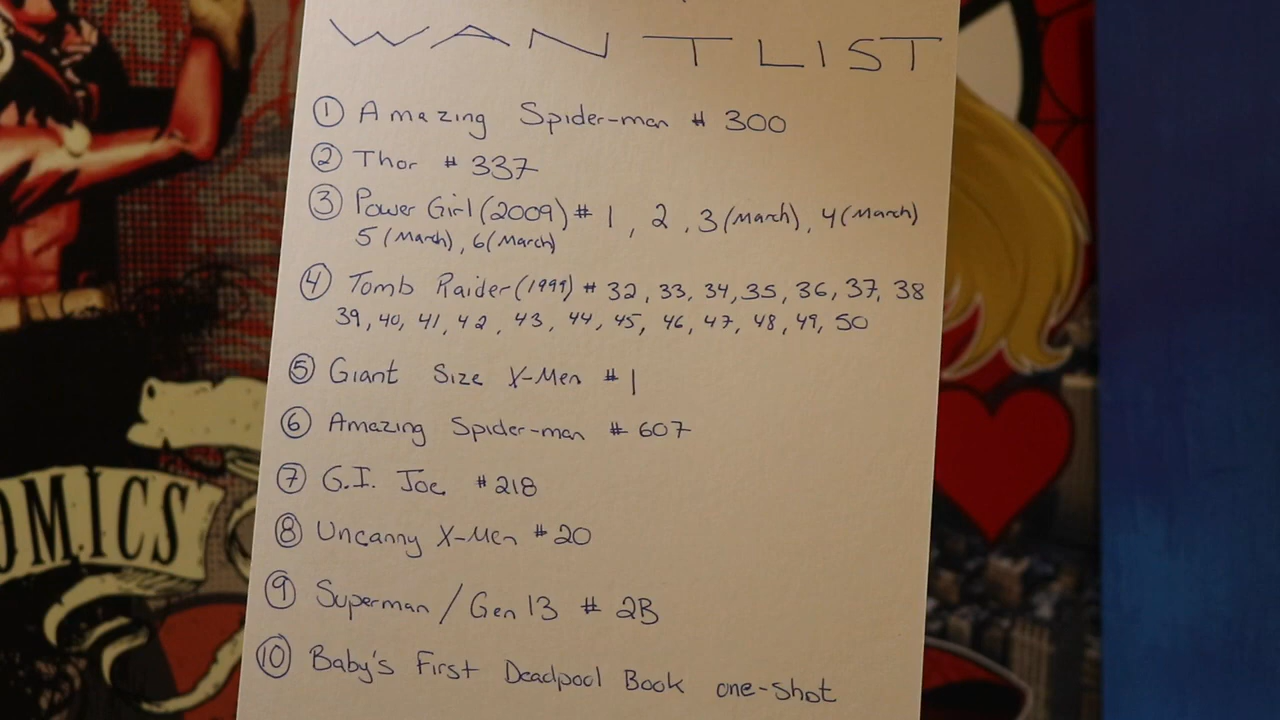 WANT LIST
① Amazing Spider-man # 300
② Thor # 337
③ Power Girl (2009) # 1, 2, 3 (March), 4 (March)
5 (March), 6 (March)
④ Tomb Raider (1999) # 32, 33, 34, 35, 36, 37, 38
39, 40, 41, 42, 43, 44, 45, 46, 47, 48, 49, 50
⑤ Giant Size X-Men # 1
⑥ Amazing Spider-man # 607
⑦ G.I. Joe # 218
⑧ Uncanny X-Men # 20
⑨ Superman / Gen 13 # 2B
⑩ Baby's First Deadpool Book one-shot
OMICS